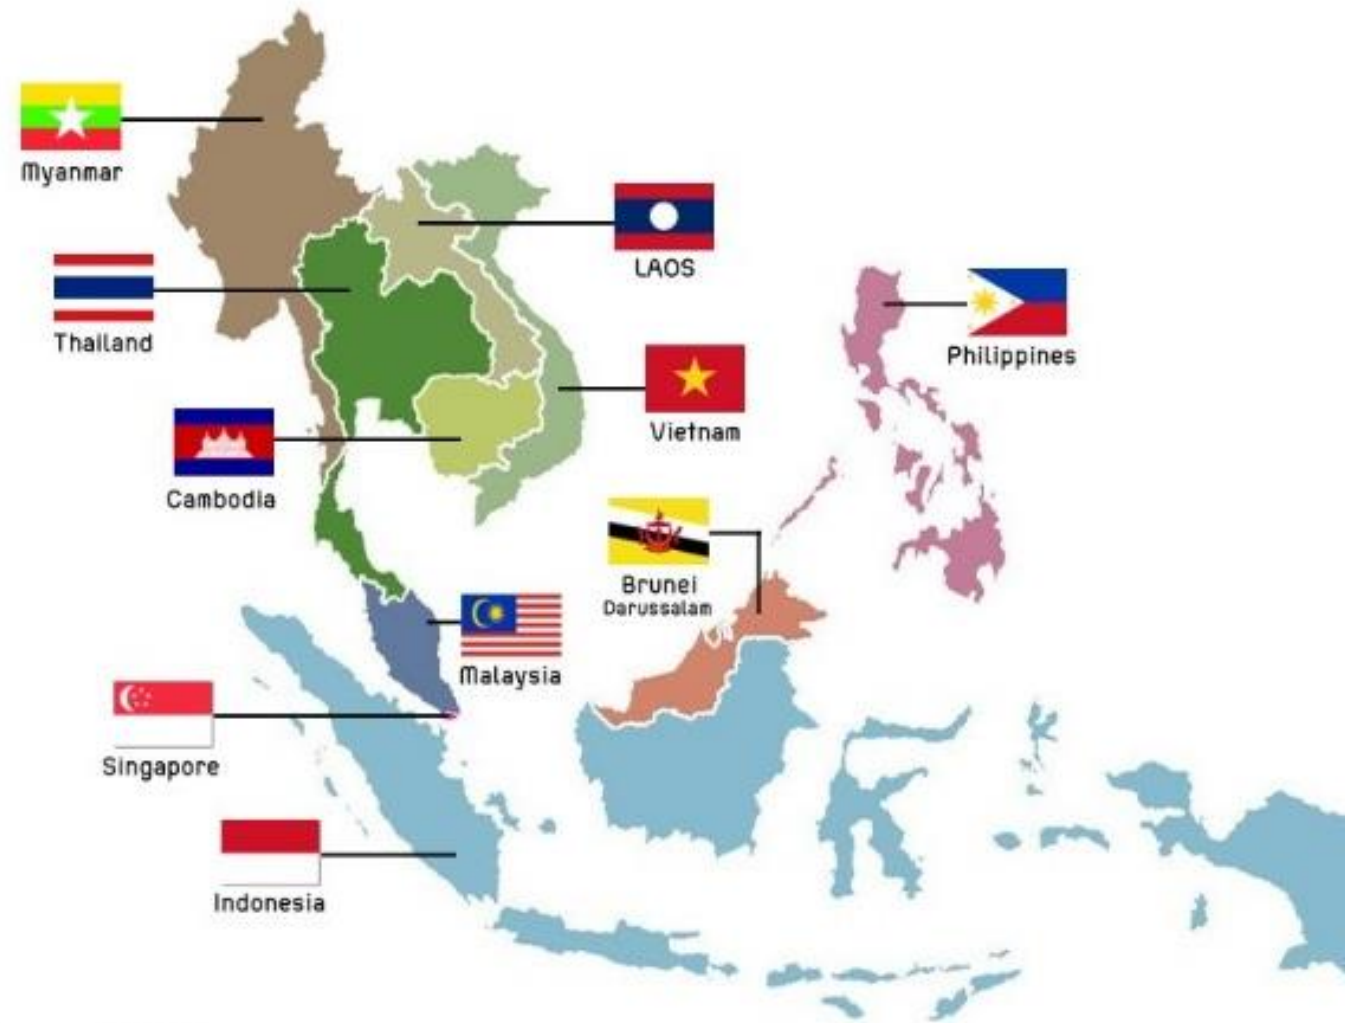 Myanmar
LAOS
Thailand
Philippines
Vietnam
Cambodia
Brunei
Darussalam
Malaysia
Singapore
Indonesia